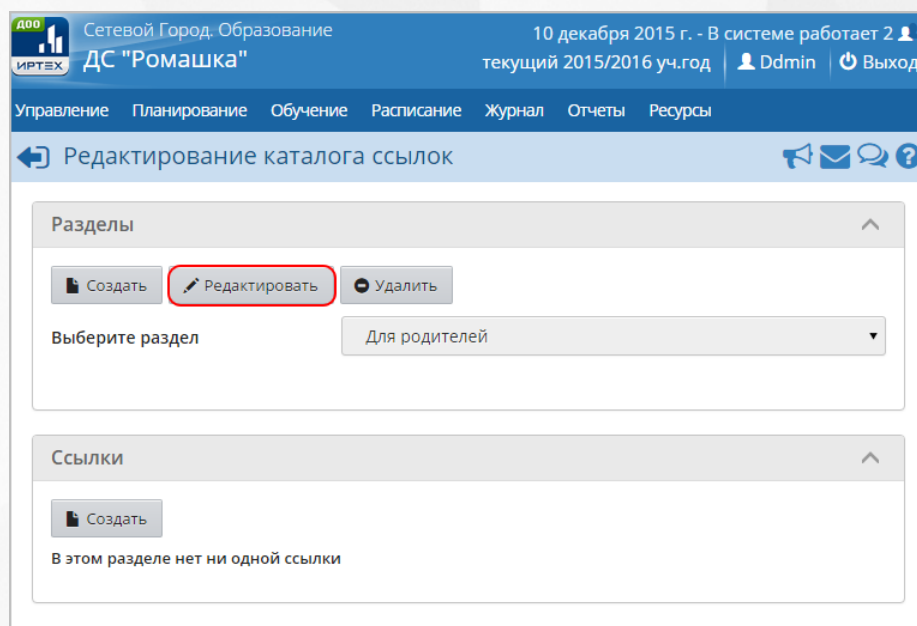 ДОО
ИРТЕХ
Сетевой Город. Образование
ДС "Ромашка"
10 декабря 2015 г. - В системе работает 2
текущий 2015/2016 уч.год Ddmin Выход
Управление Планирование Обучение Расписание Журнал Отчеты Ресурсы
Редактирование каталога ссылок ?
Разделы
Создать Редактировать Удалить
Выберите раздел Для родителей
Ссылки
Создать
В этом разделе нет ни одной ссылки